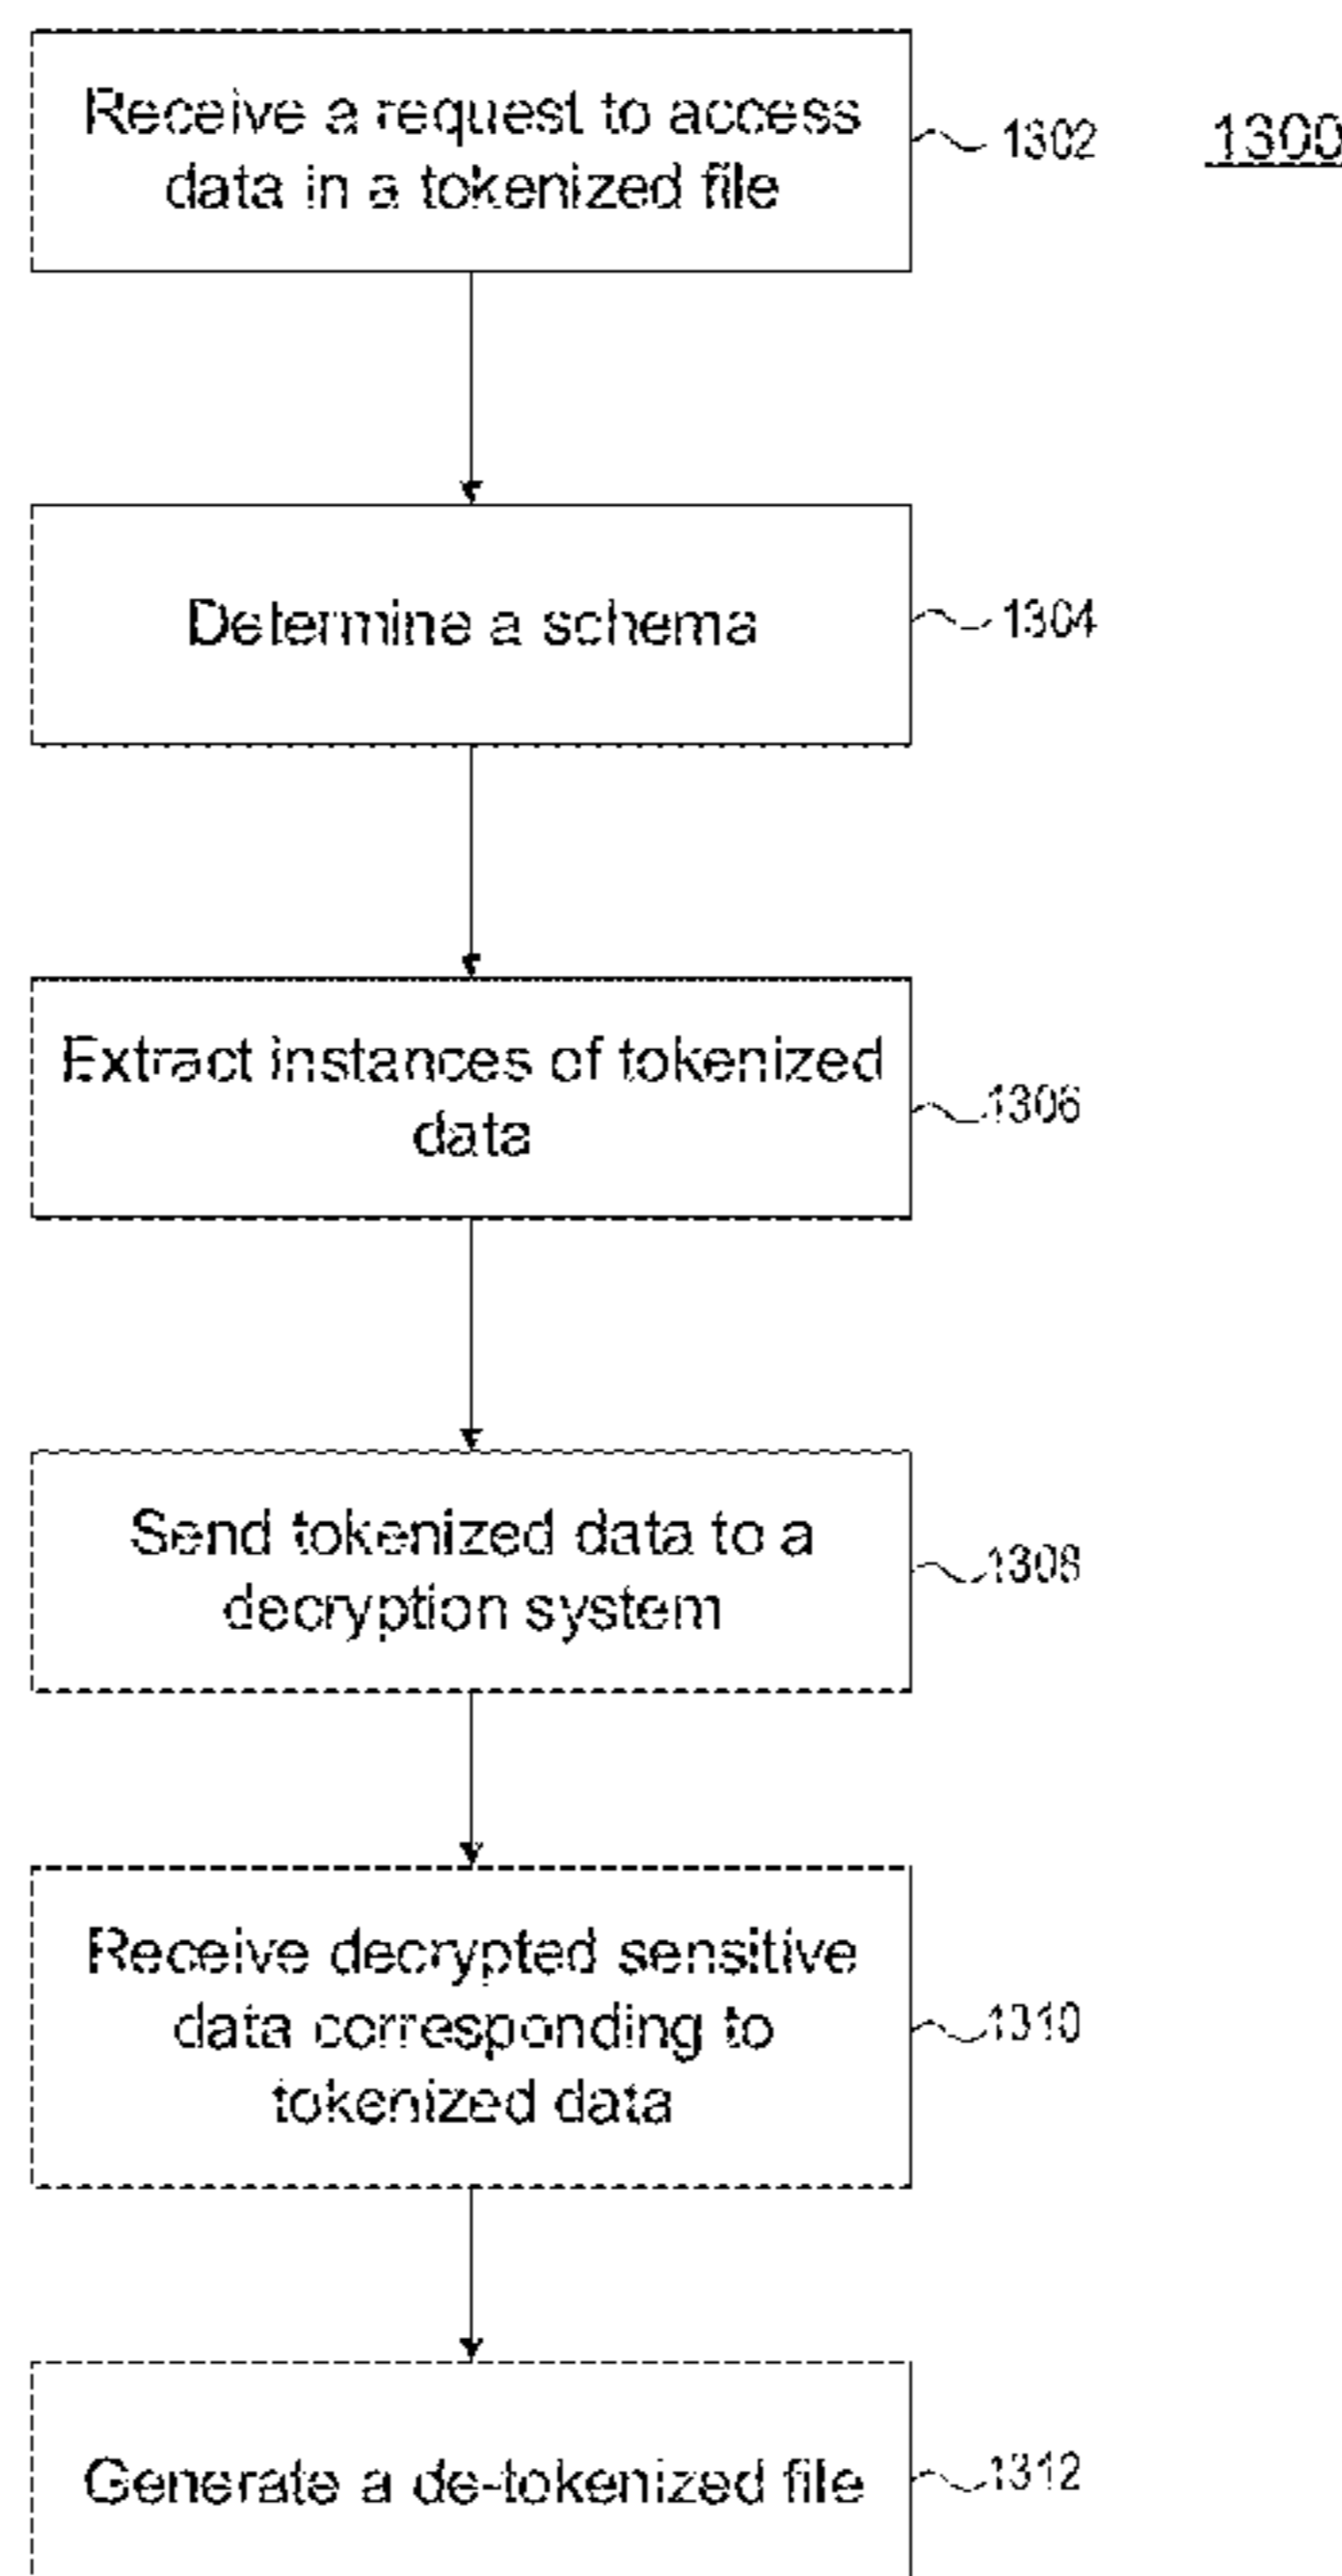 Receive a request to access
data in a tokenized file
1302
1300
Determine a schema
1304
Extract instances of tokenized
data
1306
Send tokenized data to a
decryption system
1308
Receive decrypted sensitive
data corresponding to
tokenized data
1310
Generate a de-tokenized file
1312